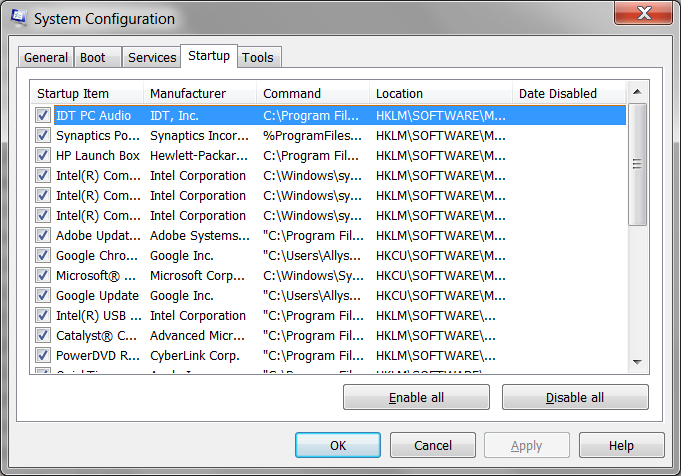 System Configuration
General Boot Services Startup Tools
Startup Item Manufacturer Command Location Date Disabled
IDT PC Audio IDT, Inc. C:\Program Fil... HKLM\SOFTWARE\M...
Synaptics Po... Synaptics Incor... %ProgramFiles... HKLM\SOFTWARE\M...
HP Launch Box Hewlett-Packar... C:\Program Fil... HKLM\SOFTWARE\M...
Intel(R) Com... Intel Corporation C:\Windows\sy... HKLM\SOFTWARE\M...
Intel(R) Com... Intel Corporation C:\Windows\sy... HKLM\SOFTWARE\M...
Intel(R) Com... Intel Corporation C:\Windows\sy... HKLM\SOFTWARE\M...
Adobe Updat... Adobe Systems... "C:\Program Fil... HKLM\SOFTWARE\M...
Google Chro... Google Inc. "C:\Users\Allys... HKCU\SOFTWARE\M...
Microsoft® ... Microsoft Corp... C:\Windows\Sy... HKCU\SOFTWARE\M...
Google Update Google Inc. "C:\Users\Allys... HKCU\SOFTWARE\M...
Intel(R) USB ... Intel Corporation "C:\Program Fil... HKLM\SOFTWARE\...
Catalyst® C... Advanced Micr... "C:\Program Fil... HKLM\SOFTWARE\...
PowerDVD R... CyberLink Corp. "C:\Program Fil... HKLM\SOFTWARE\...
Enable all Disable all
OK Cancel Apply Help